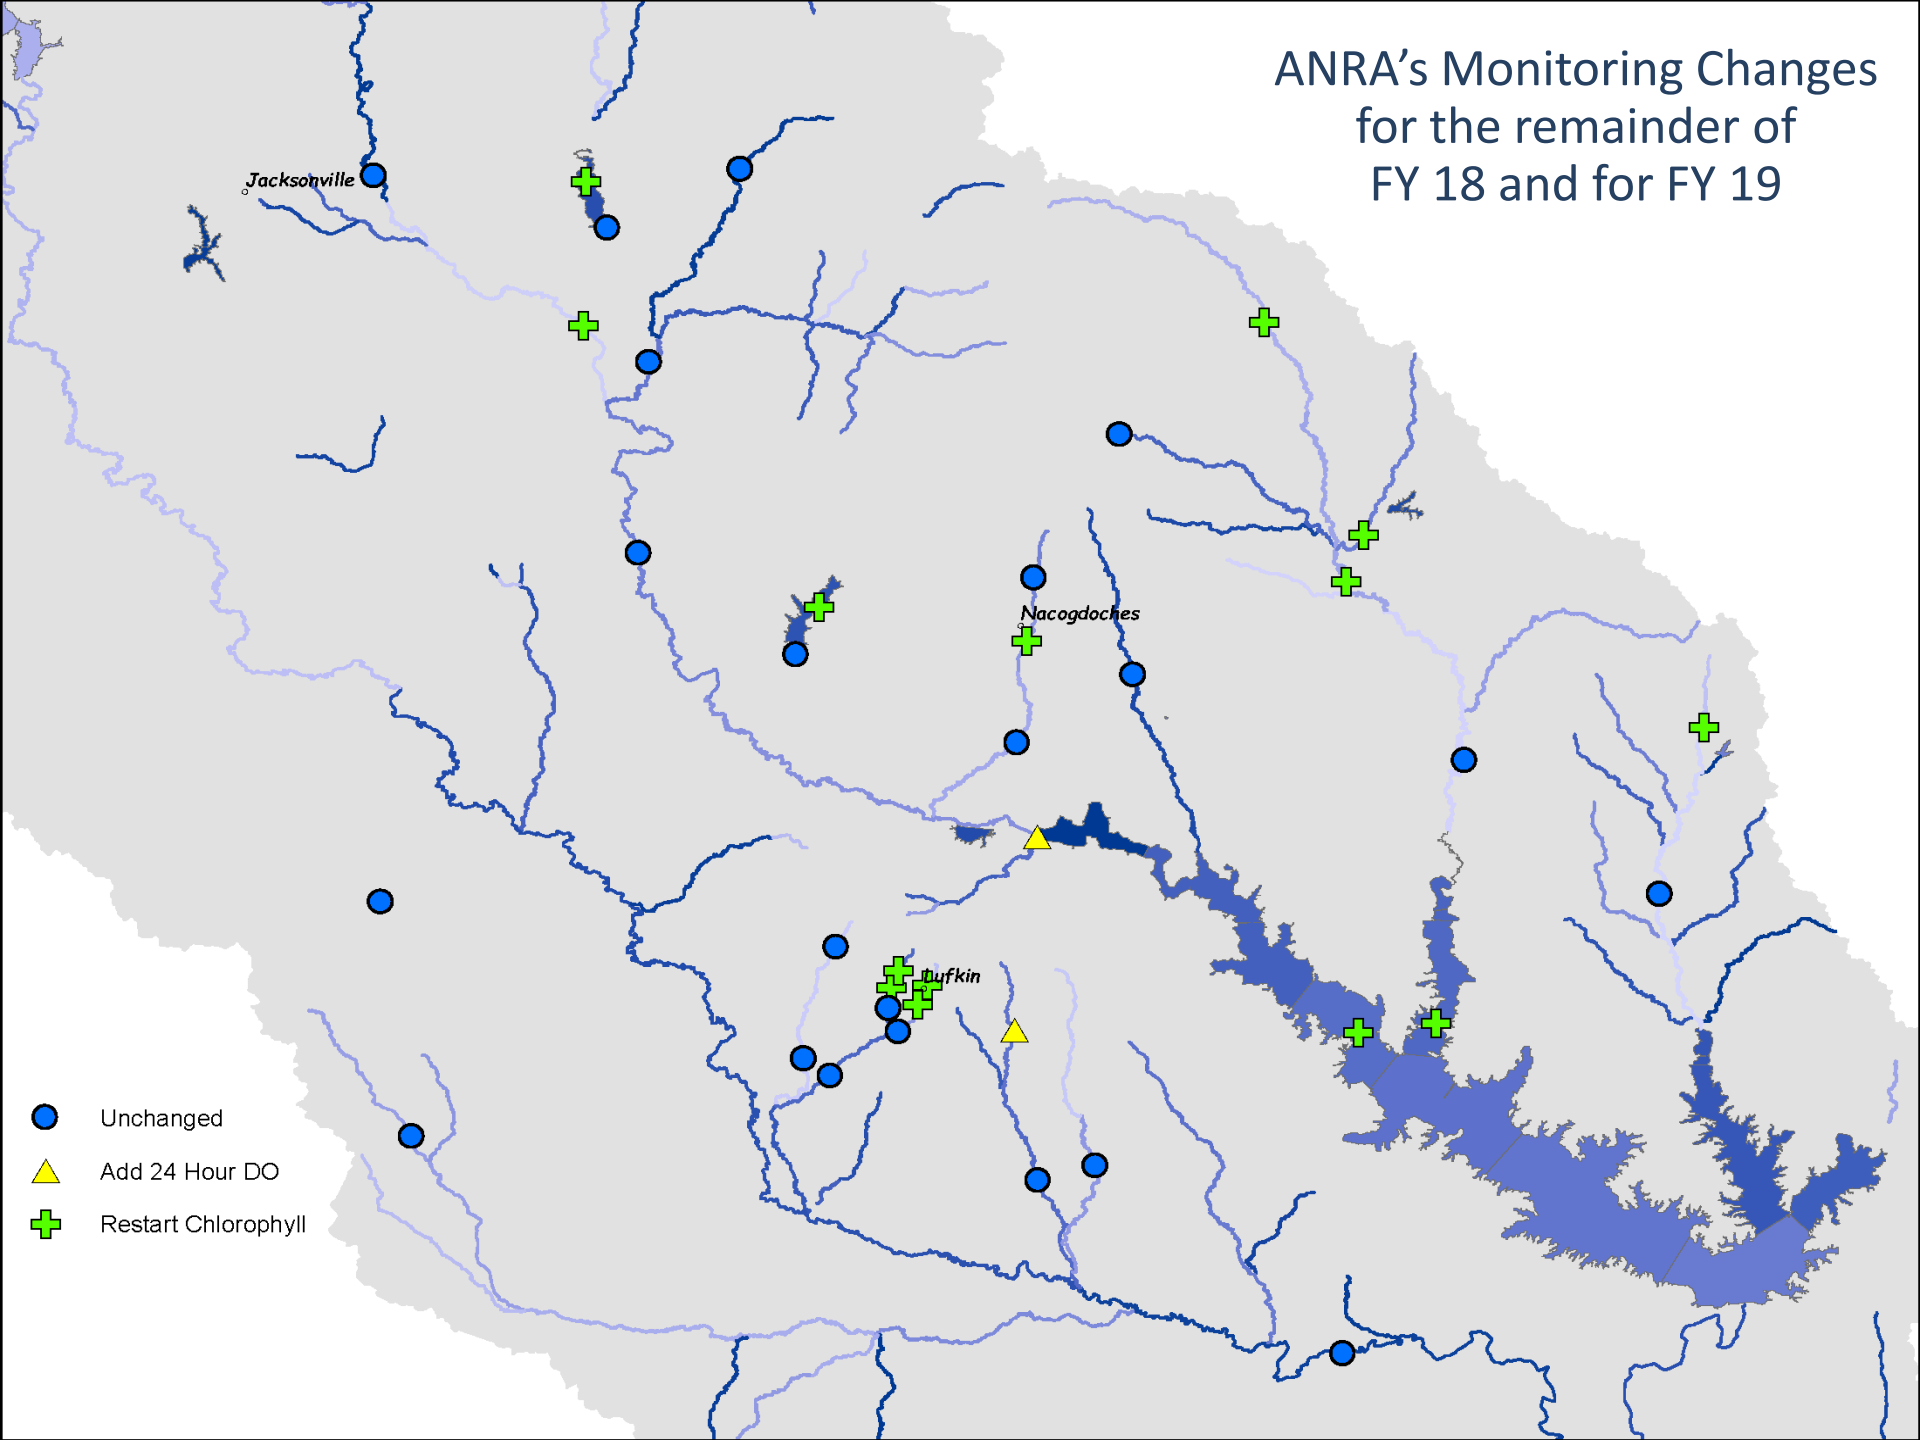 ANRA’s Monitoring Changes
for the remainder of
FY 18 and for FY 19
Jacksonville
Nacogdoches
Lufkin
Unchanged
Add 24 Hour DO
Restart Chlorophyll